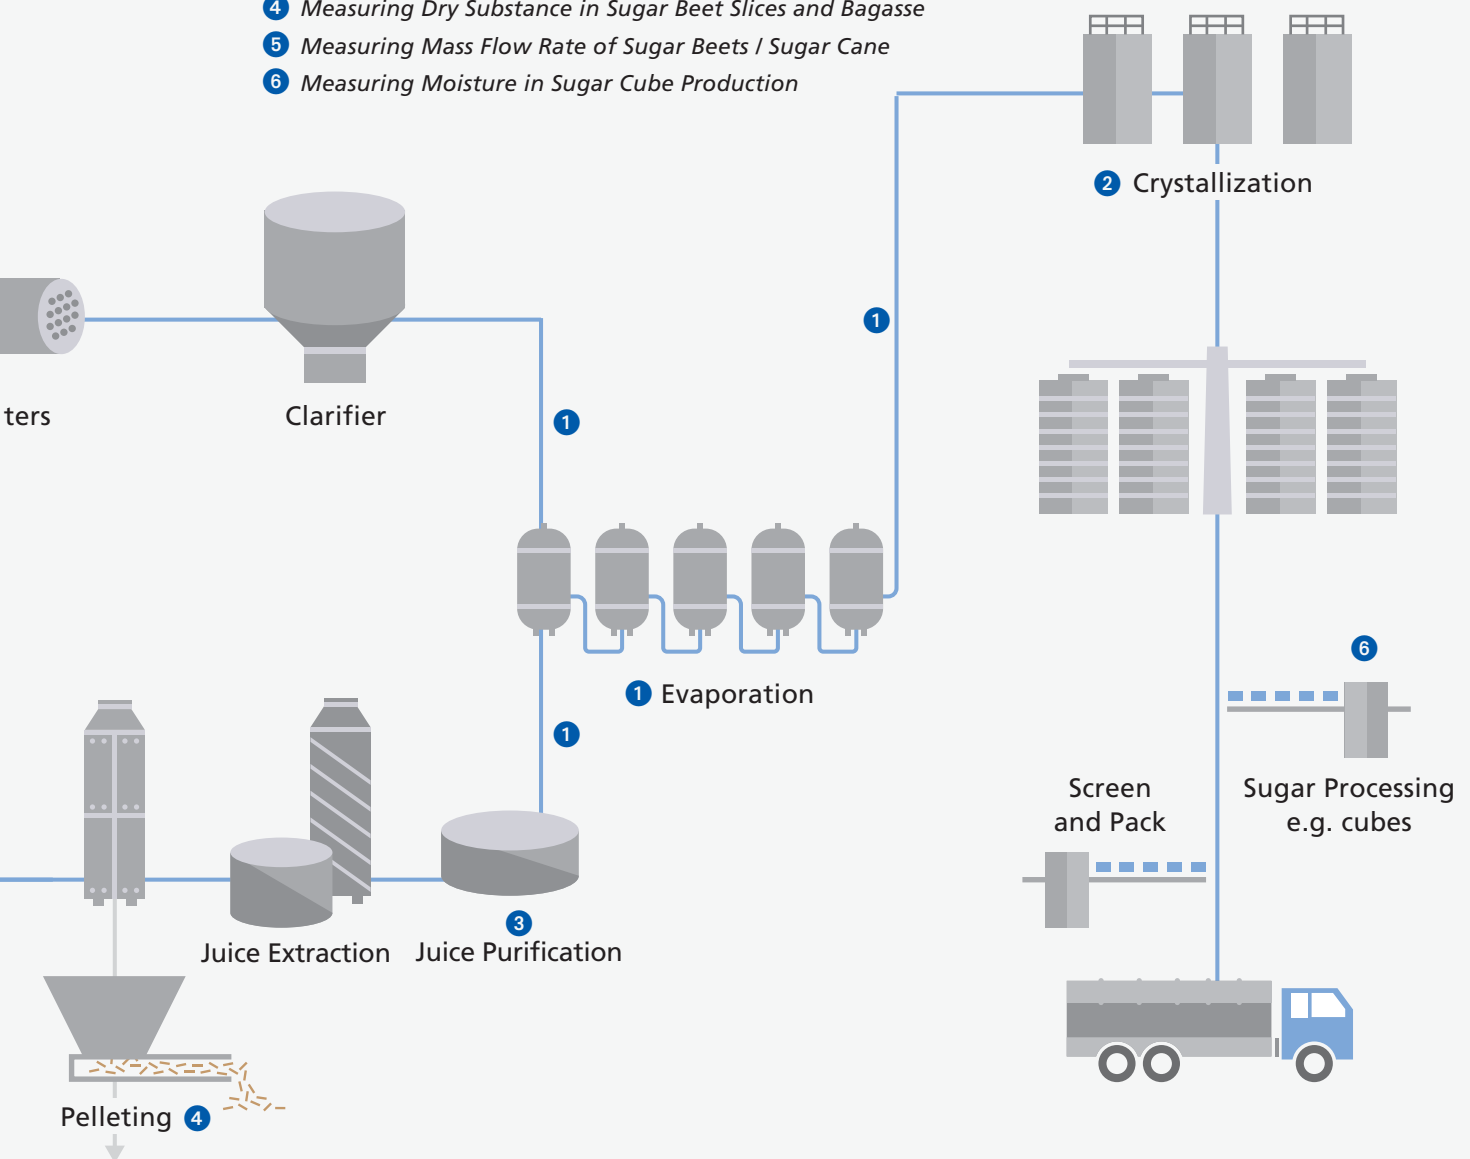 4 Measuring Dry Substance in Sugar Beet Slices and Bagasse
5 Measuring Mass Flow Rate of Sugar Beets / Sugar Cane
6 Measuring Moisture in Sugar Cube Production
2 Crystallization
1
ters
Clarifier
1
1 Evaporation
1
6
Screen
and Pack
Sugar Processing
e.g. cubes
3
Juice Extraction
Juice Purification
Pelleting 4